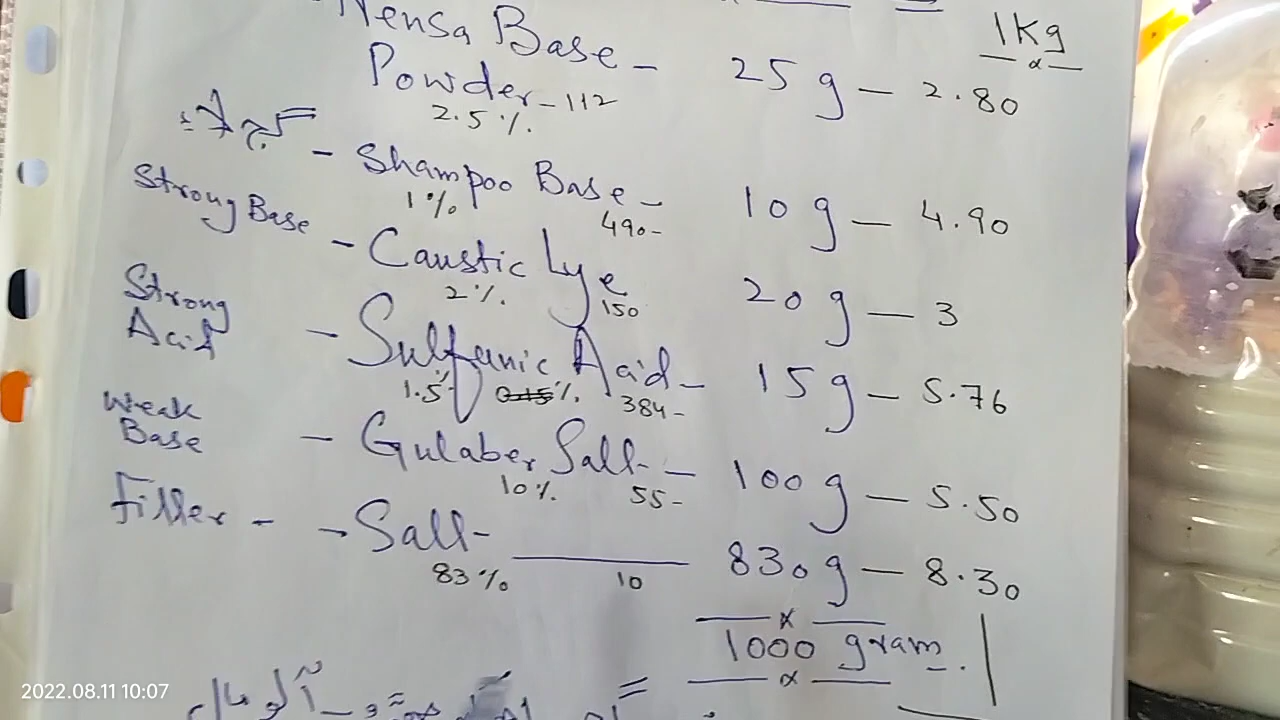 1Kg
Nensa Base
Powder - 112 - 25 g - 2.80
2.5 %.
- Shampoo Base - 10 g - 4.90
1 % 490-
Strong Base - Caustic Lye 20 g - 3
2 %. 150
Strong
Acid - Sulfunic Acid - 15 g - 5.76
1.5 % 0.15 %. 384-
Weak
Base - Gulaber Salt - 100 g - 5.50
10 %. 55-
Filler - - Salt - 830 g - 8.30
83 % 10
1000 gram.
2022.08.11 10:07